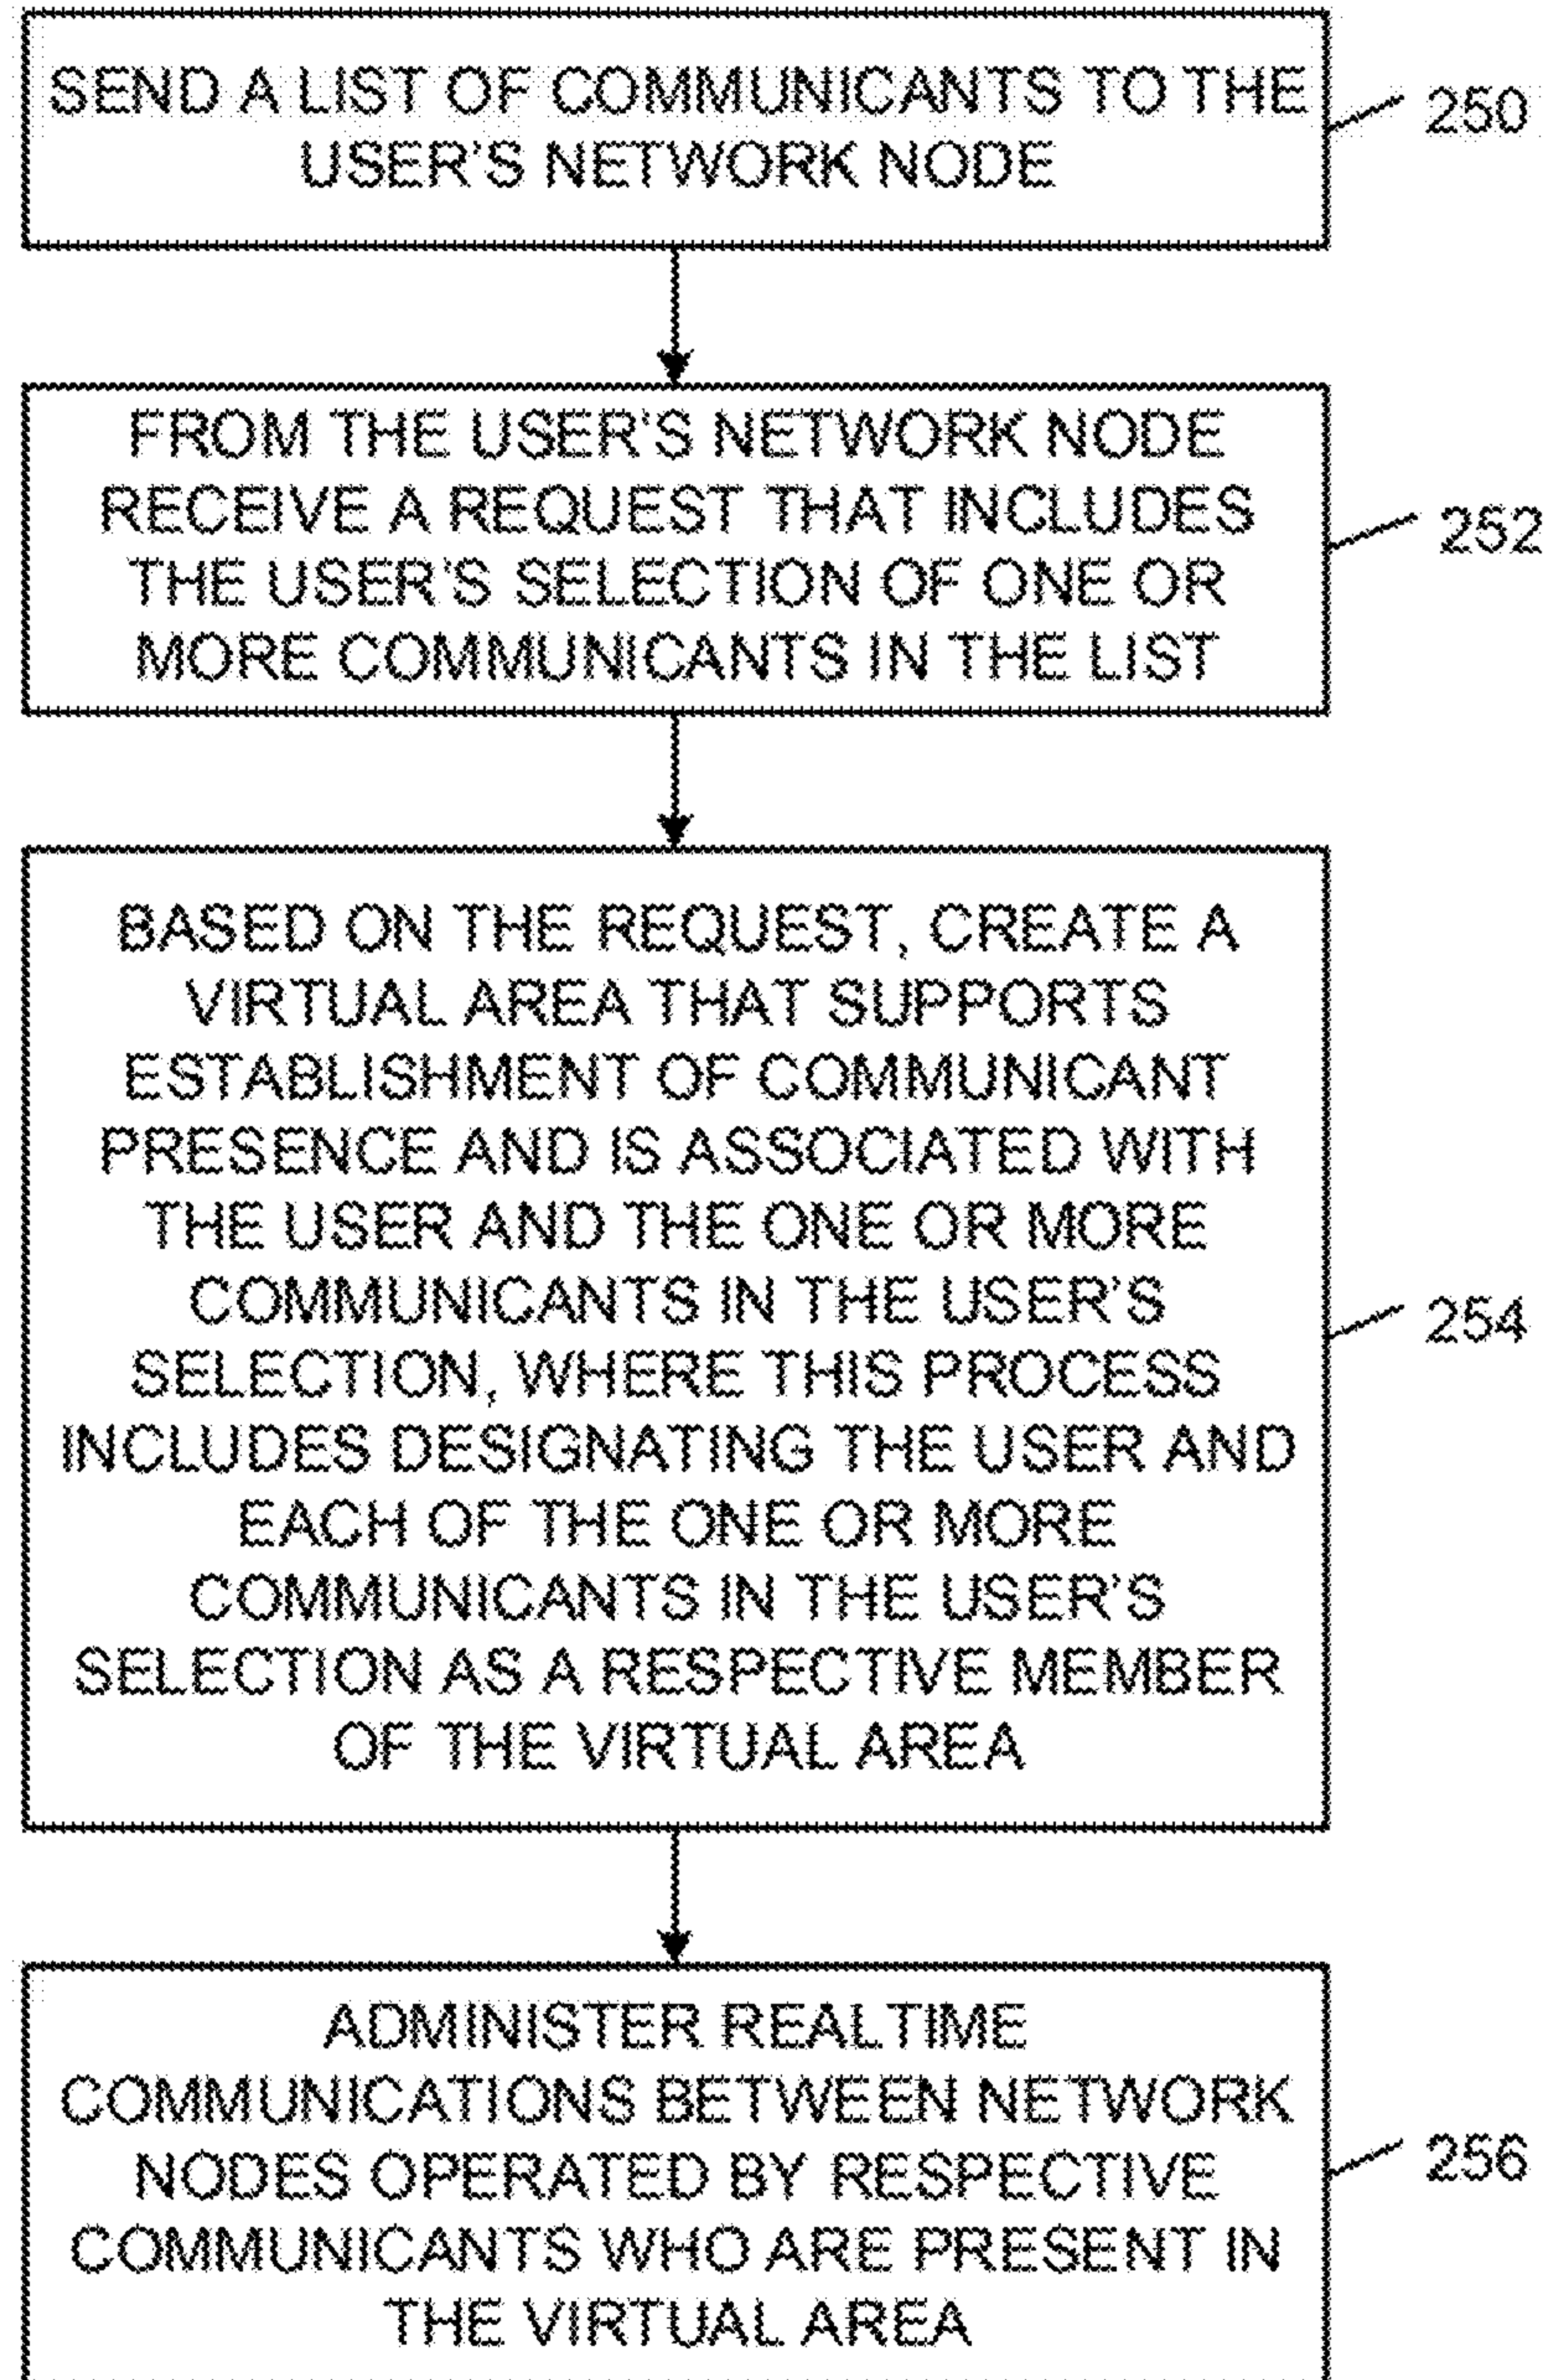 SEND A LIST OF COMMUNICANTS TO THE
USER'S NETWORK NODE
250
FROM THE USER'S NETWORK NODE
RECEIVE A REQUEST THAT INCLUDES
THE USER'S SELECTION OF ONE OR
MORE COMMUNICANTS IN THE LIST
252
BASED ON THE REQUEST, CREATE A
VIRTUAL AREA THAT SUPPORTS
ESTABLISHMENT OF COMMUNICANT
PRESENCE AND IS ASSOCIATED WITH
THE USER AND THE ONE OR MORE
COMMUNICANTS IN THE USER'S
SELECTION, WHERE THIS PROCESS
INCLUDES DESIGNATING THE USER AND
EACH OF THE ONE OR MORE
COMMUNICANTS IN THE USER'S
SELECTION AS A RESPECTIVE MEMBER
OF THE VIRTUAL AREA
254
ADMINISTER REALTIME
COMMUNICATIONS BETWEEN NETWORK
NODES OPERATED BY RESPECTIVE
COMMUNICANTS WHO ARE PRESENT IN
THE VIRTUAL AREA
256